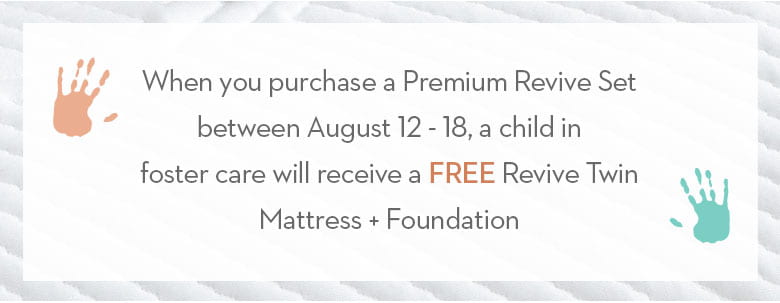 When you purchase a Premium Revive Set
between August 12 - 18, a child in
foster care will receive a FREE Revive Twin
Mattress + Foundation